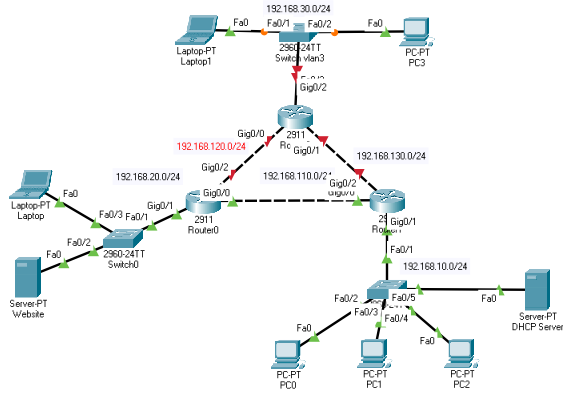 192.168.30.0/24
Fa0
Fa0/1
Fa0/2
Fa0
Laptop-PT
Laptop1
2960-24TT
Switch vlan3
PC-PT
PC3
Gig0/2
2911
Gig0/0
Gig0/1
192.168.120.0/24
192.168.130.0/24
192.168.20.0/24
Gig0/2
192.168.110.0/24
Gig0/2
Gig0/0
Laptop-PT
Laptop
Fa0
Fa0/3
Fa0/1
Gig0/1
2911
Router0
Gig0/1
Fa0
Fa0/2
2960-24TT
Switch0
Server-PT
Website
Fa0/1
192.168.10.0/24
Fa0/2
Fa0/3
Fa0/4
Fa0/5
Fa0
Server-PT
DHCP Server
Fa0
Fa0
Fa0
PC-PT
PC0
PC-PT
PC1
PC-PT
PC2